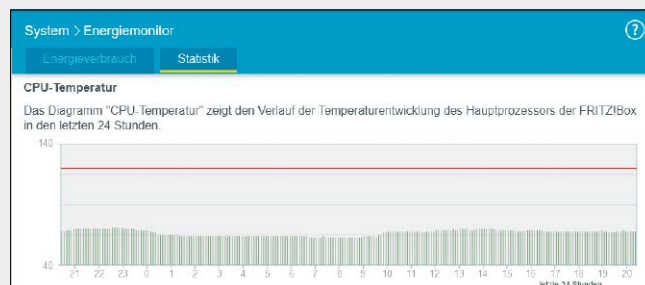 System > Energiemonitor
?
Energieverbrauch Statistik
CPU-Temperatur
Das Diagramm "CPU-Temperatur" zeigt den Verlauf der Temperaturentwicklung des Hauptprozessors der FRITZ!Box
in den letzten 24 Stunden.
140
40
21 22 23 0 1 2 3 4 5 6 7 8 9 10 12 13 14 15 16 17 18 19 20
letzte 24 Stunden